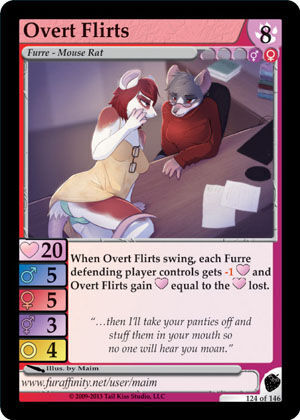 Overt Flirts
8
Furre - Mouse Rat
20
5
5
3
4
When Overt Flirts swing, each Furre
defending player controls gets -1 and
Overt Flirts gain equal to the lost.
“…then I'll take your panties off and
stuff them in your mouth so
no one will hear you moan.”
Illus. by Maim
www.furaffinity.net/user/maim
© 2009-2013 Tail Kiss Studio, LLC
124 of 146